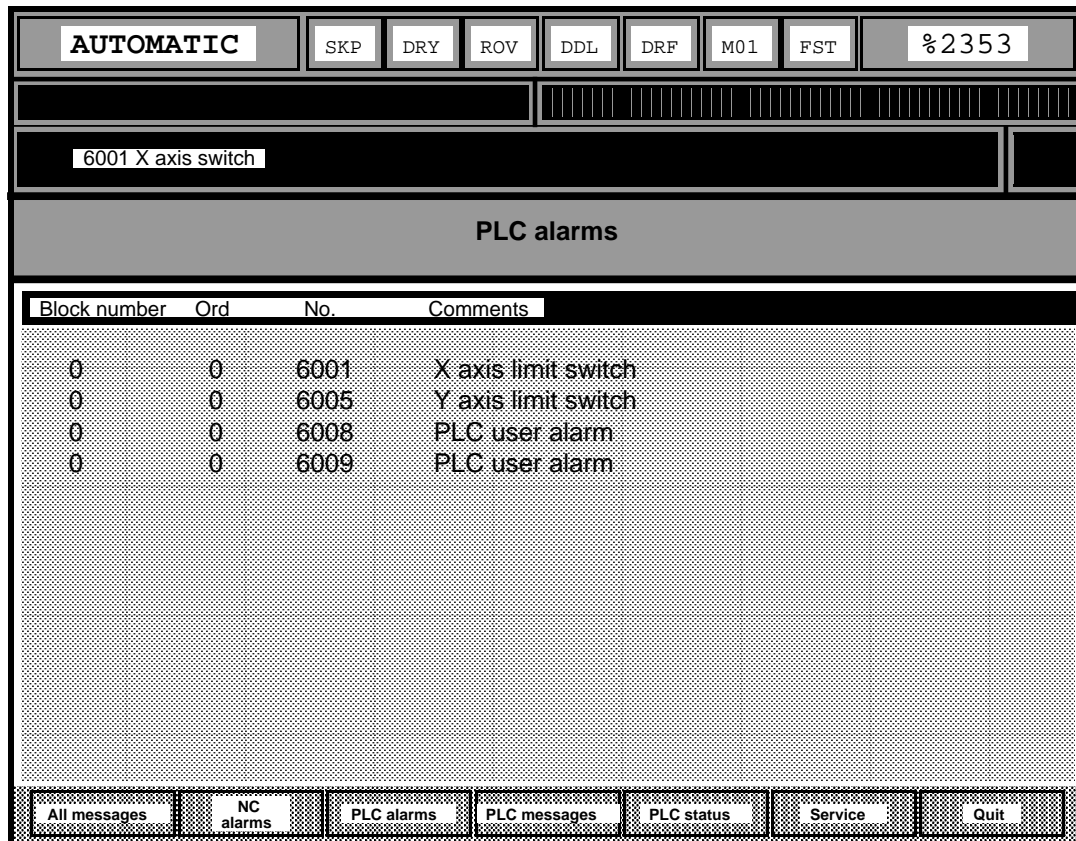 AUTOMATIC SKP DRY ROV DDL DRF M01 FST %2353
6001 X axis switch
PLC alarms
Block number Ord No. Comments
0 0 6001 X axis limit switch
0 0 6005 Y axis limit switch
0 0 6008 PLC user alarm
0 0 6009 PLC user alarm
All messages NC alarms PLC alarms PLC messages PLC status Service Quit